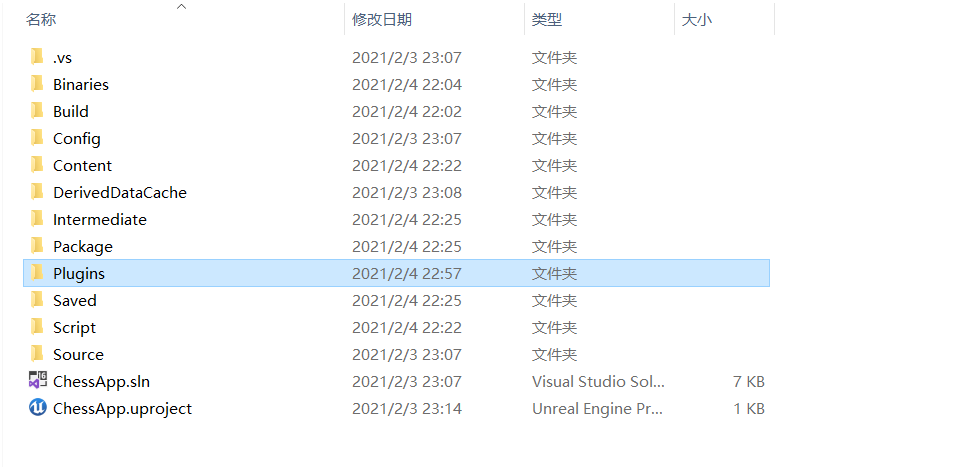 名称 修改日期 类型 大小
.vs 2021/2/3 23:07 文件夹
Binaries 2021/2/4 22:04 文件夹
Build 2021/2/4 22:02 文件夹
Config 2021/2/3 23:07 文件夹
Content 2021/2/4 22:22 文件夹
DerivedDataCache 2021/2/3 23:08 文件夹
Intermediate 2021/2/4 22:25 文件夹
Package 2021/2/4 22:25 文件夹
Plugins 2021/2/4 22:57 文件夹
Saved 2021/2/4 22:25 文件夹
Script 2021/2/4 22:22 文件夹
Source 2021/2/3 23:07 文件夹
ChessApp.sln 2021/2/3 23:07 Visual Studio Sol... 7 KB
ChessApp.uproject 2021/2/3 23:14 Unreal Engine Pr... 1 KB